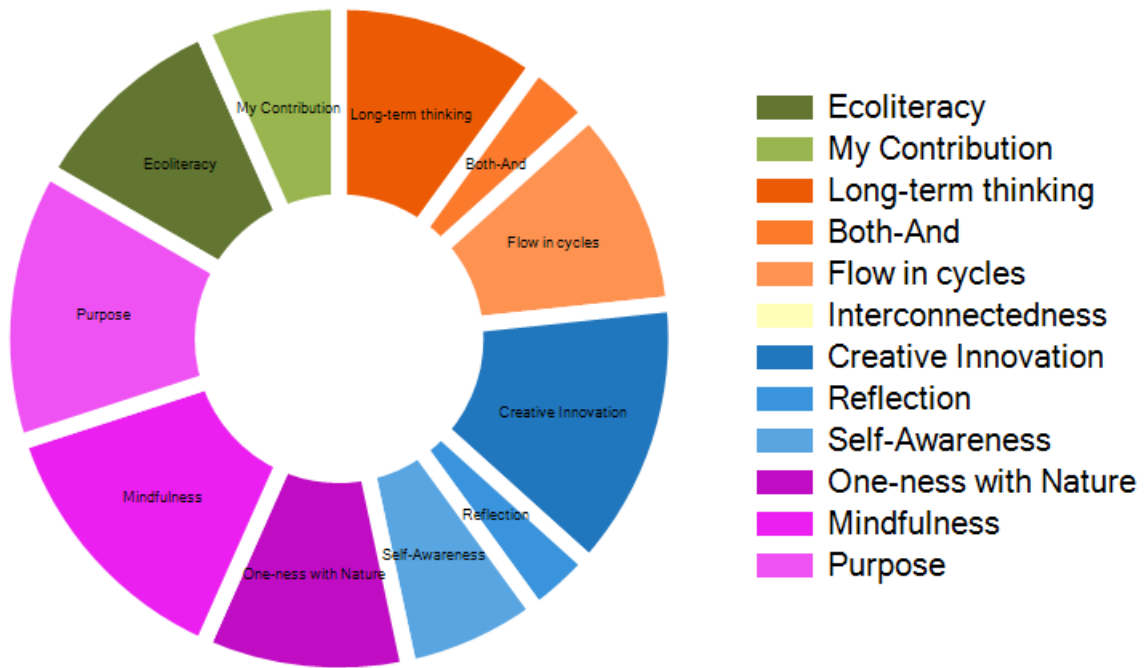 My Contribution
Long-term thinking
Both-And
Ecoliteracy
Flow in cycles
Purpose
Creative Innovation
Mindfulness
Reflection
Self-Awareness
One-ness with Nature
Ecoliteracy
My Contribution
Long-term thinking
Both-And
Flow in cycles
Interconnectedness
Creative Innovation
Reflection
Self-Awareness
One-ness with Nature
Mindfulness
Purpose